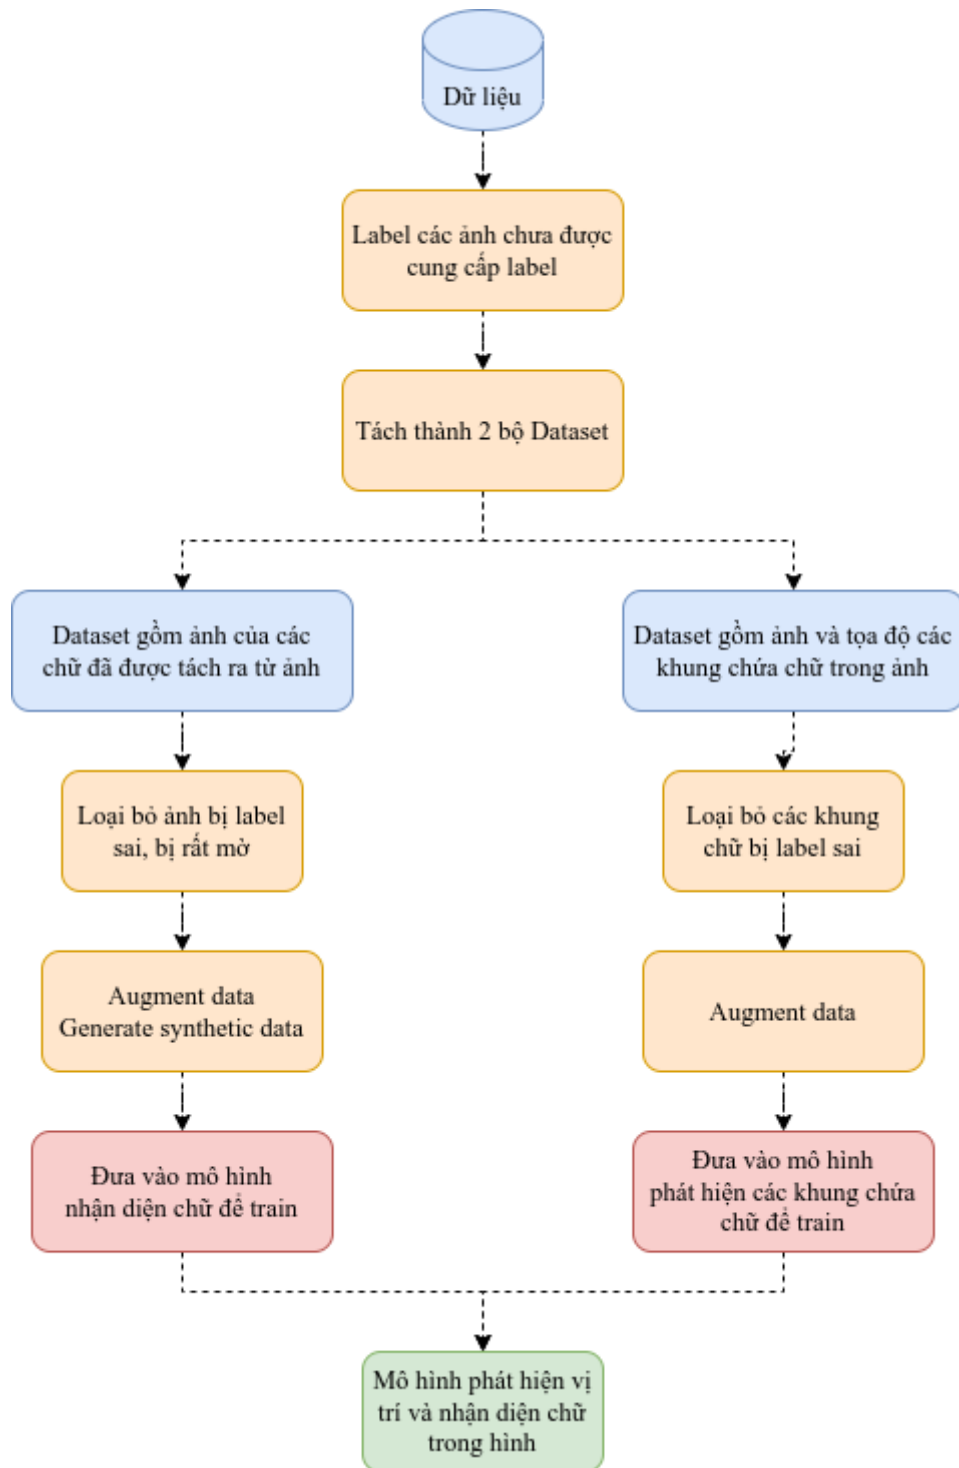 Dữ liệu
Label các ảnh chưa được
cung cấp label
Tách thành 2 bộ Dataset
Dataset gồm ảnh của các
chữ đã được tách ra từ ảnh
Dataset gồm ảnh và tọa độ các
khung chứa chữ trong ảnh
Loại bỏ ảnh bị label
sai, bị rất mờ
Loại bỏ các khung
chữ bị label sai
Augment data
Generate synthetic data
Augment data
Đưa vào mô hình
nhận diện chữ để train
Đưa vào mô hình
phát hiện các khung chứa
chữ để train
Mô hình phát hiện vị
trí và nhận diện chữ
trong hình